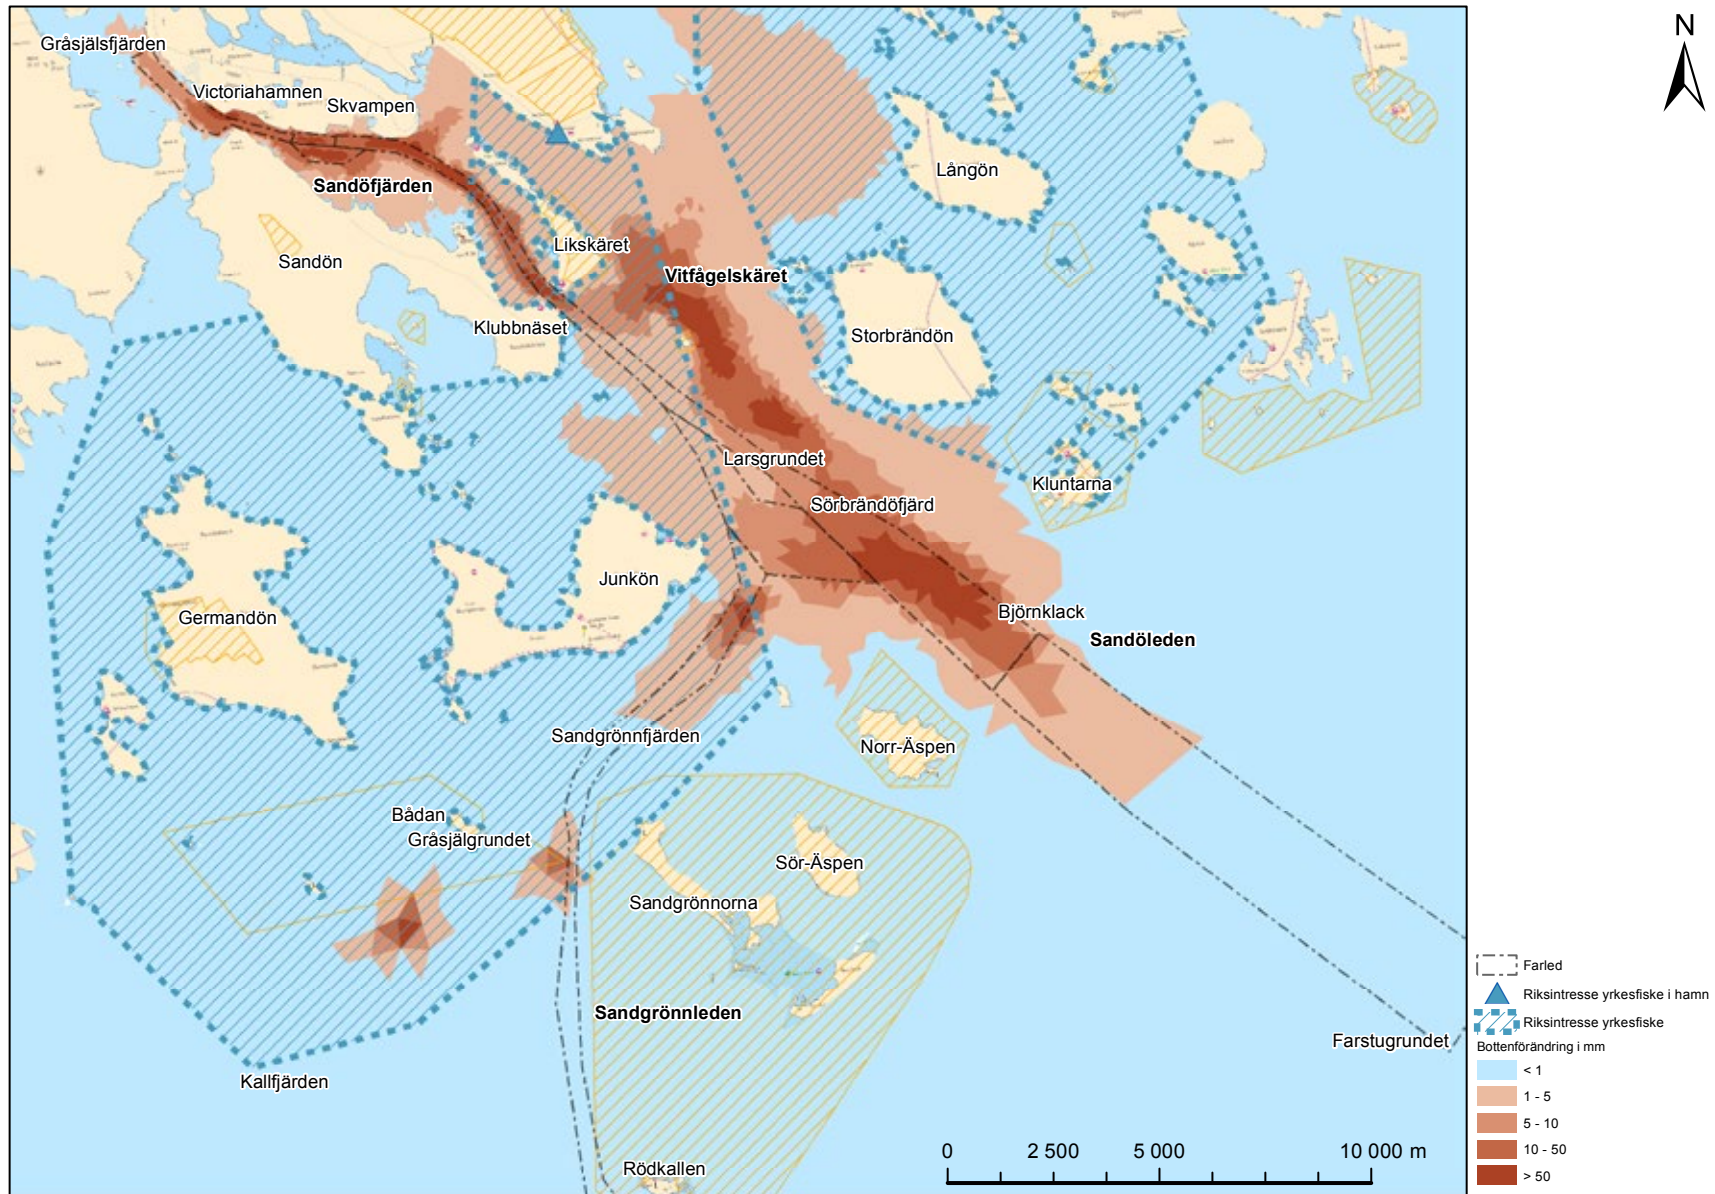 N
Gråsjälsfjärden
Victoriahamnen
Skvampen
Sandöfjärden
Långön
Sandön
Likskäret
Vitfågelskäret
Klubbnäset
Storbrändön
Larsgrundet
Kluntarna
Sörbrändöfjärd
Junkön
Germandön
Björnklack
Sandöleden
Sandgrönnfjärden
Norr-Äspen
Bådan
Gråsjälgrundet
Sör-Äspen
Sandgrönnorna
Sandgrönnleden
Farstugrundet
Kallfjärden
Rödkallen
0 2 500 5 000 10 000 m
Farled
Riksintresse yrkesfiske i hamn
Riksintresse yrkesfiske
Bottenförändring i mm
< 1
1 - 5
5 - 10
10 - 50
> 50